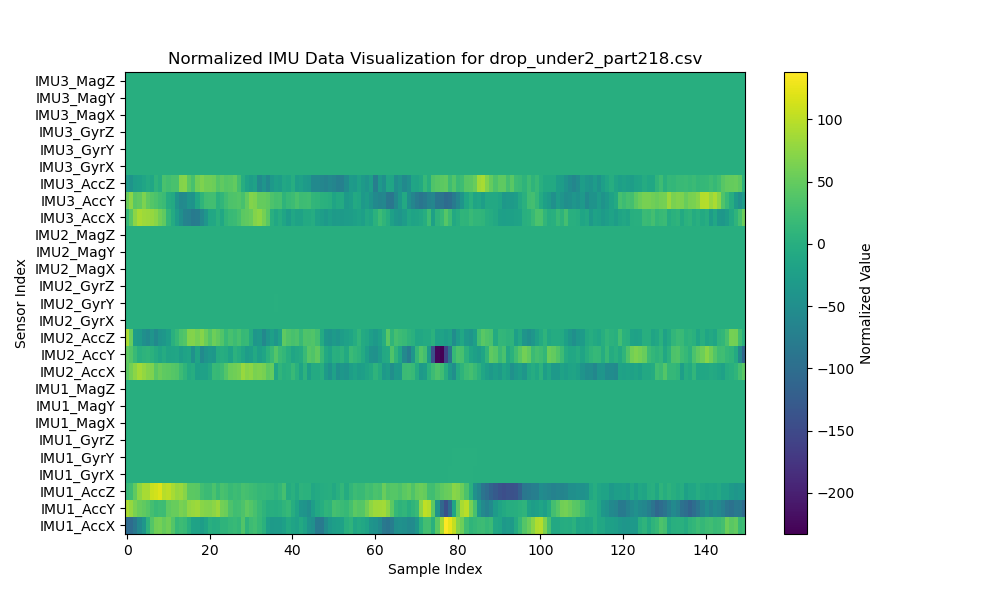 Normalized IMU Data Visualization for drop_under2_part218.csv
IMU3_MagZ
IMU3_MagY
IMU3_MagX
IMU3_GyrZ
IMU3_GyrY
IMU3_GyrX
IMU3_AccZ
IMU3_AccY
IMU3_AccX
IMU2_MagZ
IMU2_MagY
IMU2_MagX
IMU2_GyrZ
IMU2_GyrY
IMU2_GyrX
IMU2_AccZ
IMU2_AccY
IMU2_AccX
IMU1_MagZ
IMU1_MagY
IMU1_MagX
IMU1_GyrZ
IMU1_GyrY
IMU1_GyrX
IMU1_AccZ
IMU1_AccY
IMU1_AccX
Sensor Index
0 20 40 60 80 100 120 140
Sample Index
100
50
0
−50
−100
−150
−200
Normalized Value